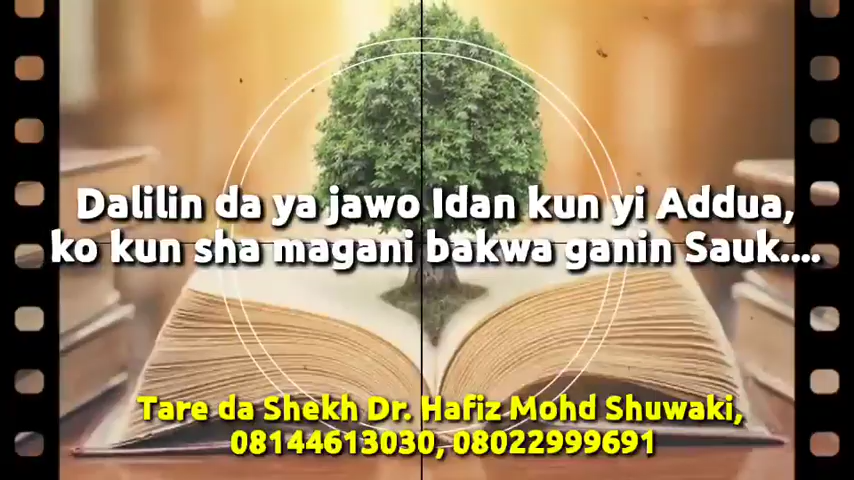 Dalilin da ya jawo Idan kun yi Addua,
ko kun sha magani bakwa ganin Sauk....
Tare da Shekh Dr. Hafiz Mohd Shuwaki,
08144613030, 08022999691